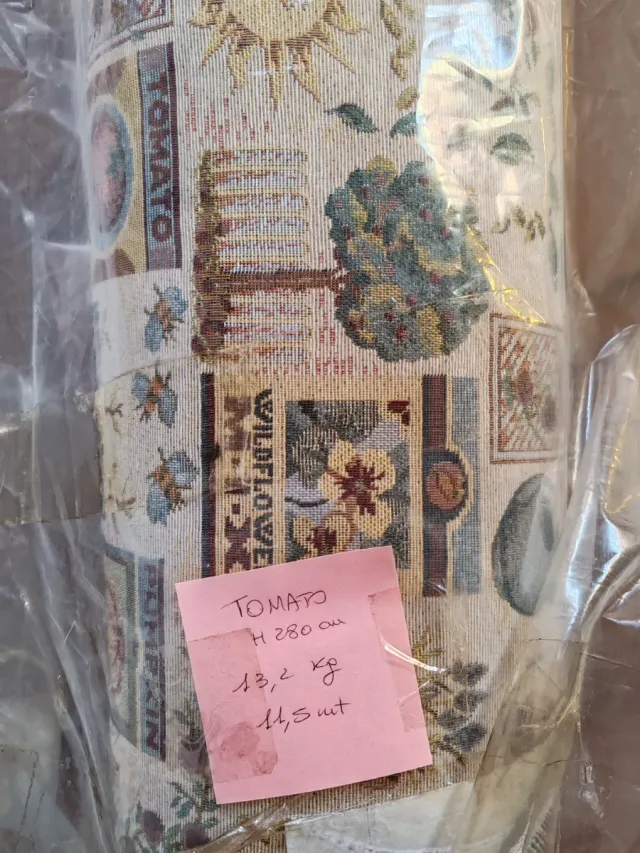 TOMATO
WILDFLOWER
MIX
TOMATO
H 280 cm
13,2 Kg
11,5 mt